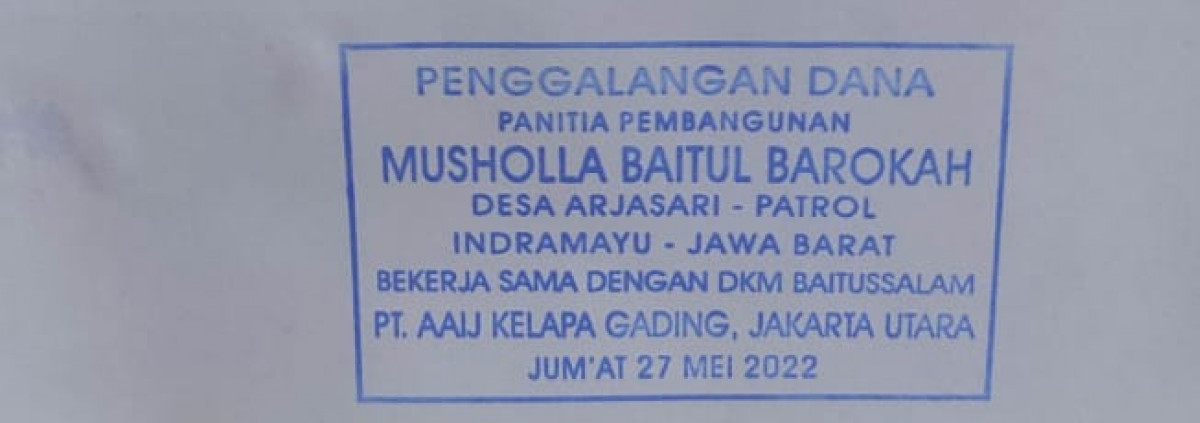 PENGGALANGAN DANA
PANITIA PEMBANGUNAN
MUSHOLLA BAITUL BAROKAH
DESA ARJASARI - PATROL
INDRAMAYU - JAWA BARAT
BEKERJA SAMA DENGAN DKM BAITUSSALAM
PT. AAIJ KELAPA GADING, JAKARTA UTARA
JUM'AT 27 MEI 2022